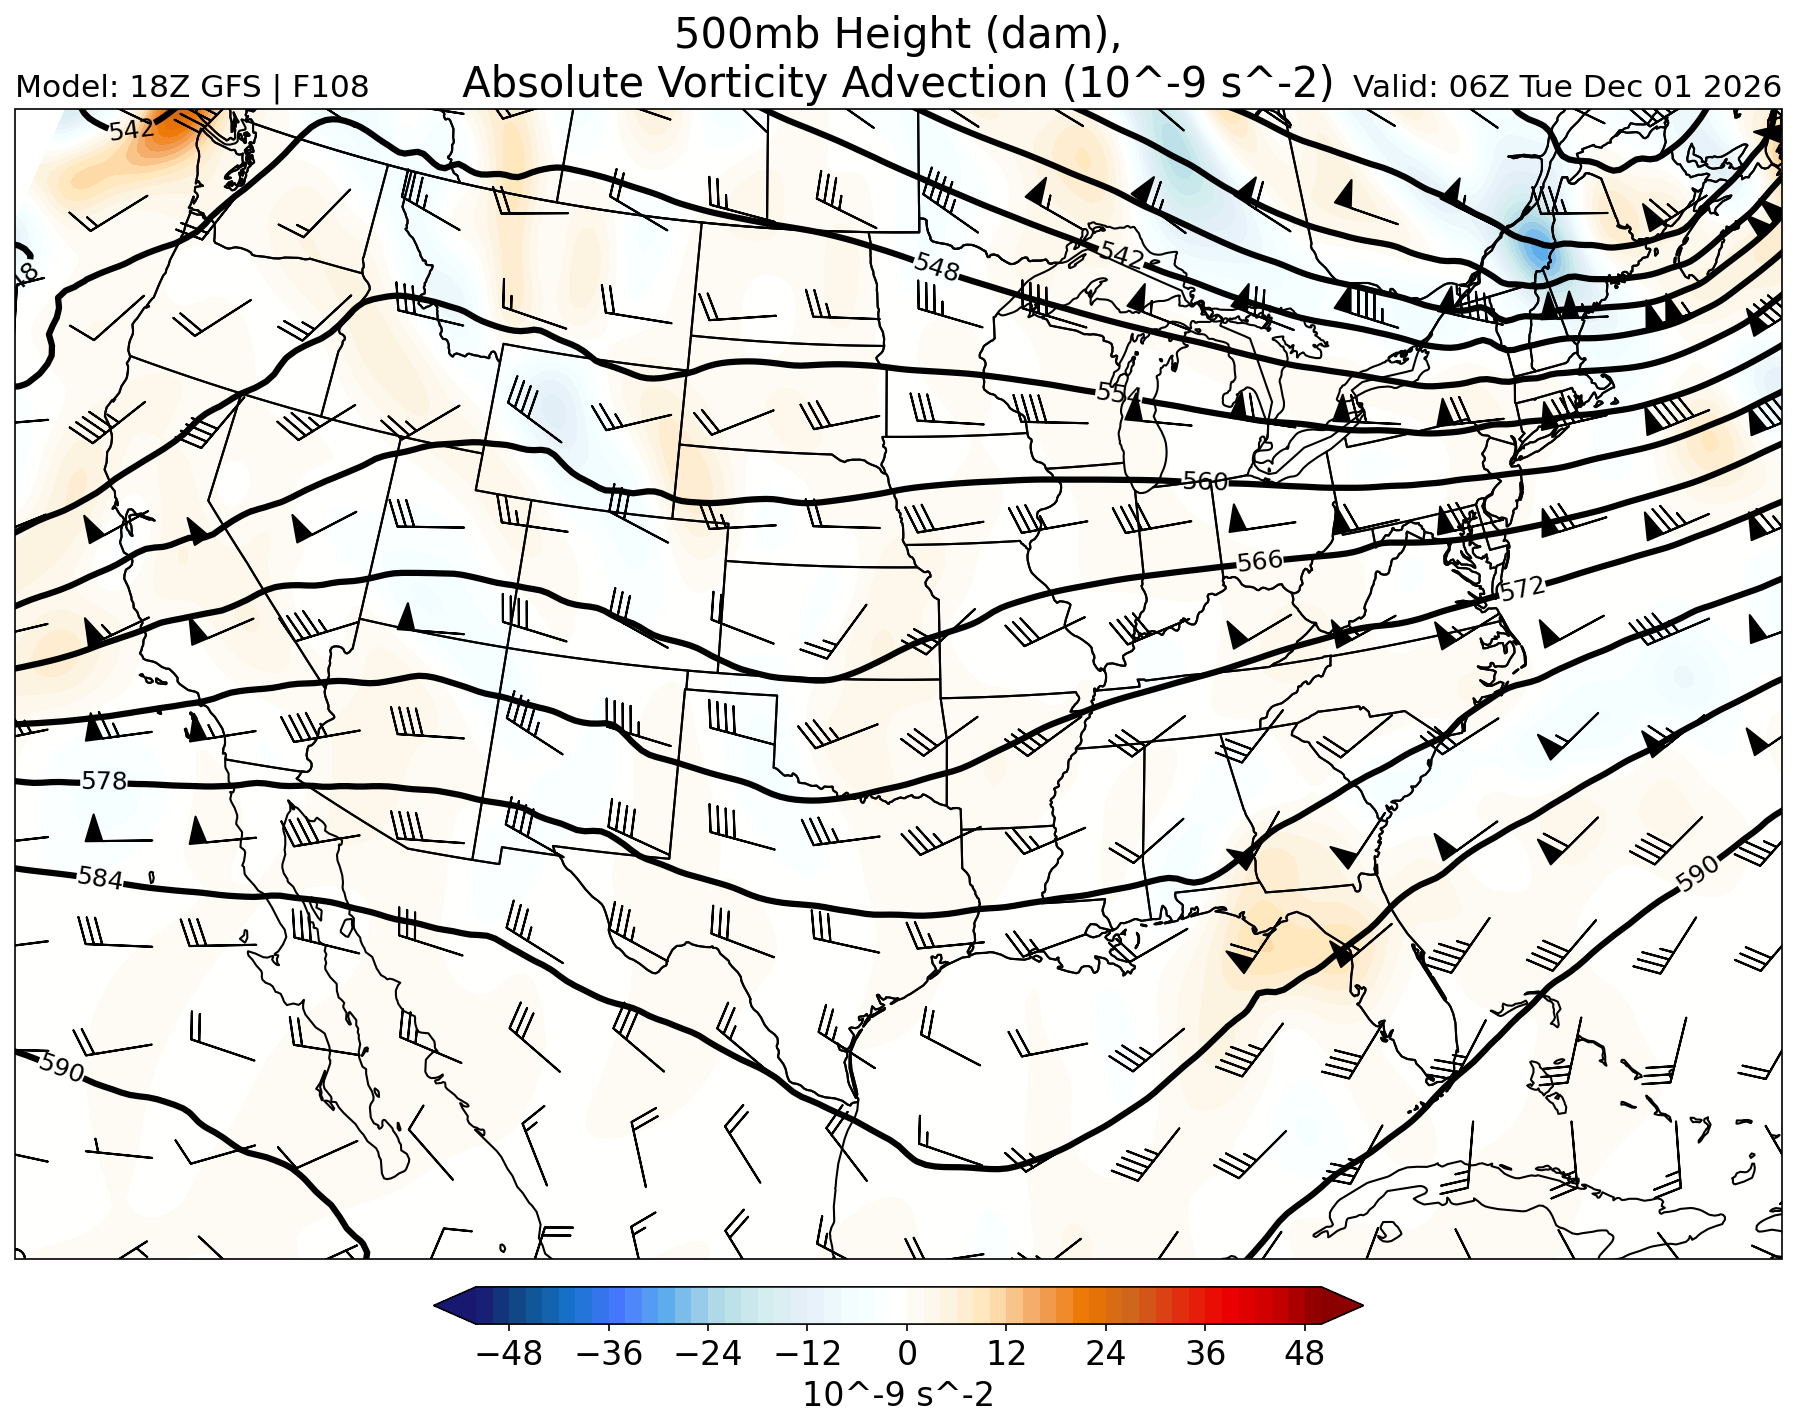 500mb Height (dam),
Model: 18Z GFS | F108
Absolute Vorticity Advection (10^-9 s^-2)
Valid: 06Z Tue Dec 01 2026
542
542
548
554
560
566
572
578
584
590
590
−48 −36 −24 −12 0 12 24 36 48
10^-9 s^-2